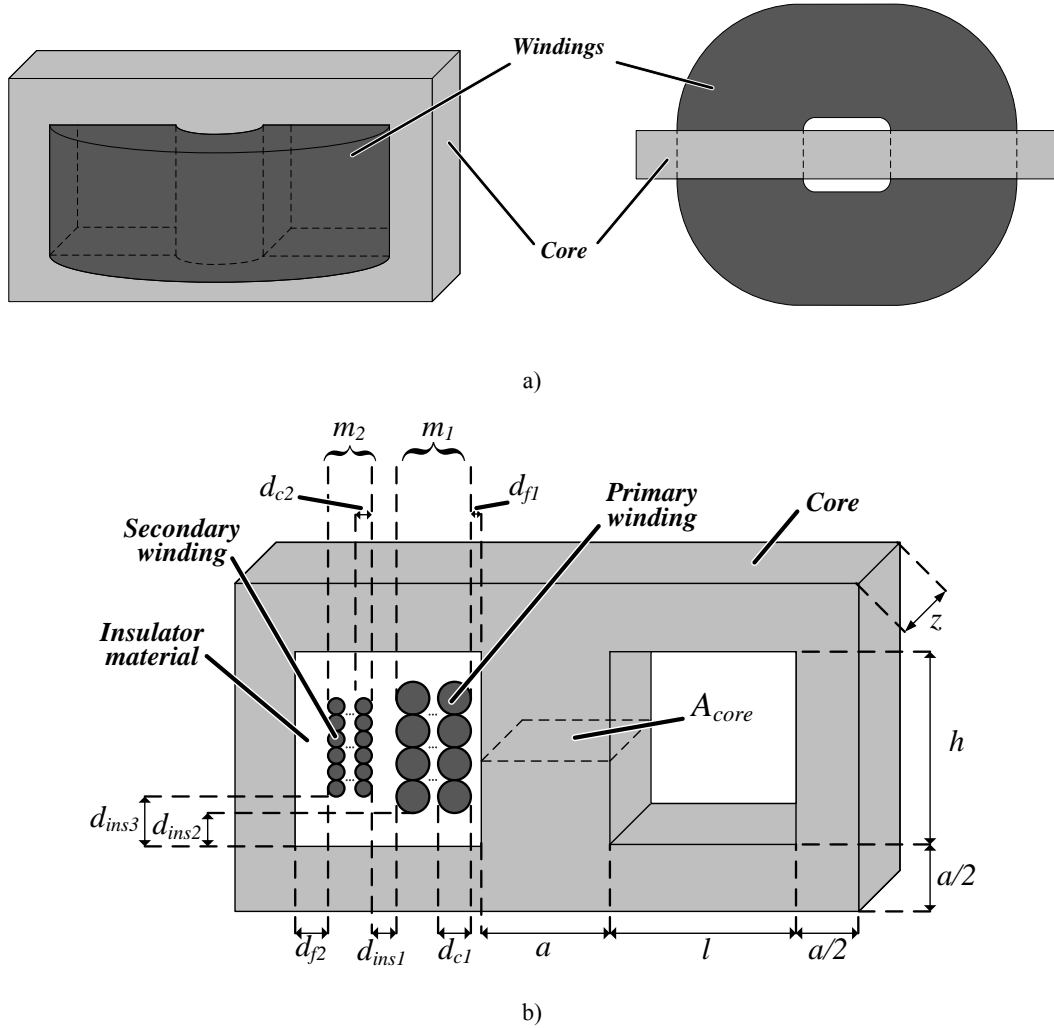 Windings
Core
a)
m2
m1
dc2
df1
Primary
winding
Core
Secondary
winding
Insulator
material
z
Acore
h
...
...
...
...
...
...
dins3
dins2
a/2
df2
dins1
dc1
a
l
a/2
b)